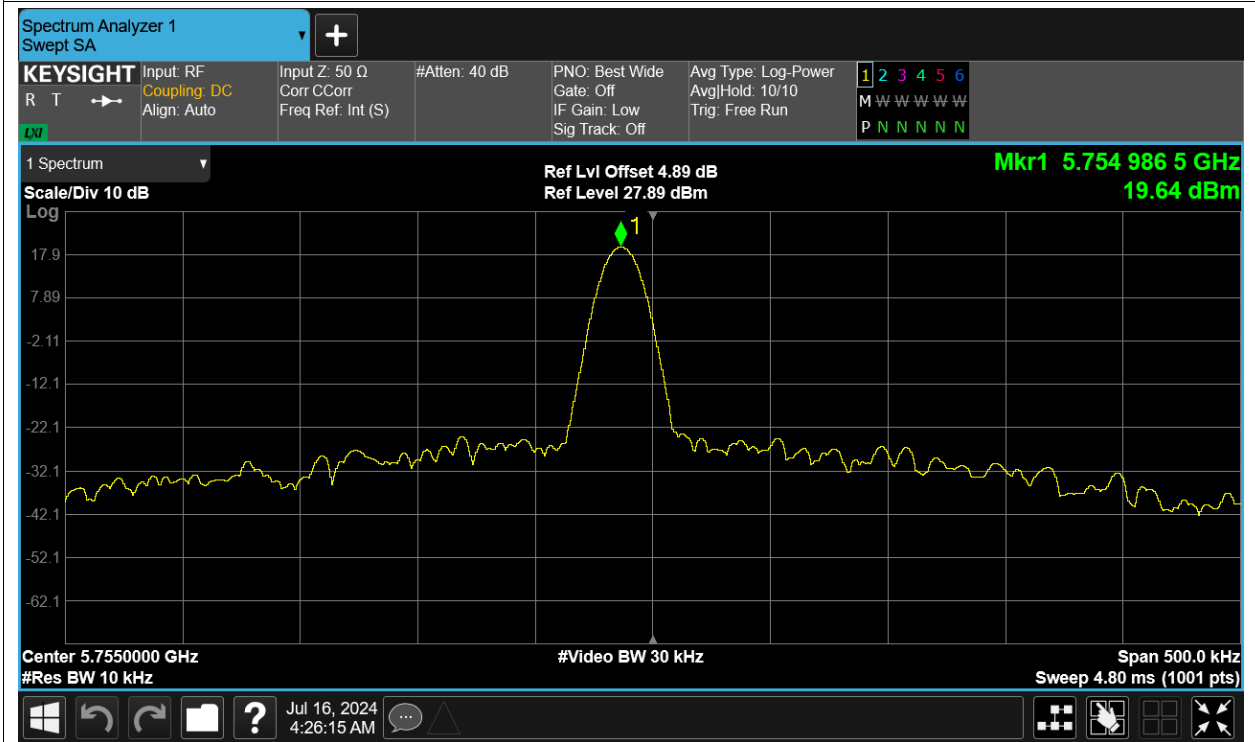 Spectrum Analyzer 1
Swept SA
KEYSIGHT
R T
LXI
Input: RF
Coupling: DC
Align: Auto
Input Z: 50 Ω
Corr CCorr
Freq Ref: Int (S)
#Atten: 40 dB
PNO: Best Wide
Gate: Off
IF Gain: Low
Sig Track: Off
Avg Type: Log-Power
Avg|Hold: 10/10
Trig: Free Run
1 2 3 4 5 6
M W W W W W
P N N N N N
1 Spectrum
Scale/Div 10 dB
Log
Ref Lvl Offset 4.89 dB
Ref Level 27.89 dBm
Mkr1 5.754 986 5 GHz
19.64 dBm
1
17.9
7.89
-2.11
-12.1
-22.1
-32.1
-42.1
-52.1
-62.1
Center 5.7550000 GHz
#Res BW 10 kHz
#Video BW 30 kHz
Span 500.0 kHz
Sweep 4.80 ms (1001 pts)
?
Jul 16, 2024
4:26:15 AM